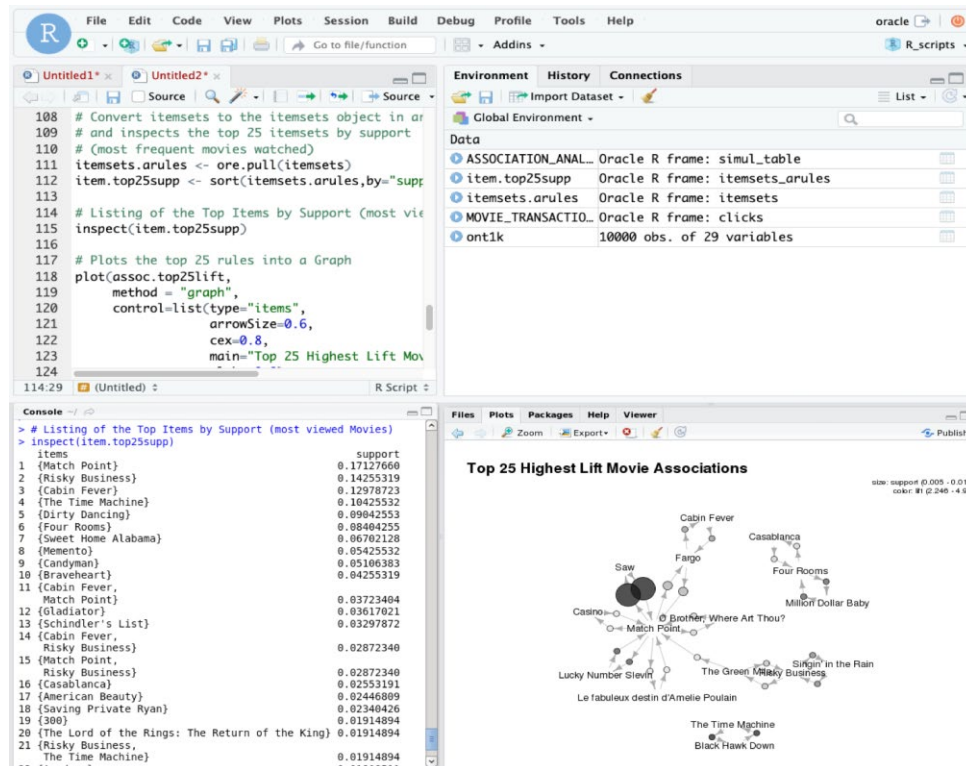 R
File Edit Code View Plots Session Build Debug Profile Tools Help
oracle
Go to file/function
Addins
R_scripts
Untitled1*
Untitled2*
Source
Source
108 # Convert itemsets to the itemsets object in ar
109 # and inspects the top 25 itemsets by support
110 # (most frequent movies watched)
111 itemsets.arules <- ore.pull(itemsets)
112 item.top25supp <- sort(itemsets.arules,by="supp
113
114 # Listing of the Top Items by Support (most vie
115 inspect(item.top25supp)
116
117 # Plots the top 25 rules into a Graph
118 plot(assoc.top25lift,
119 method = "graph",
120 control=list(type="items",
121 arrowSize=0.6,
122 cex=0.8,
123 main="Top 25 Highest Lift Mov
124
114:29 (Untitled) R Script
Environment History Connections
Import Dataset
List
Global Environment
Data
ASSOCIATION_ANAL… Oracle R frame: simul_table
item.top25supp Oracle R frame: itemsets_arules
itemsets.arules Oracle R frame: itemsets
MOVIE_TRANSACTIO… Oracle R frame: clicks
ont1k 10000 obs. of 29 variables
Console ~/
> # Listing of the Top Items by Support (most viewed Movies)
> inspect(item.top25supp)
items support
1 {Match Point} 0.17127660
2 {Risky Business} 0.14255319
3 {Cabin Fever} 0.12978723
4 {The Time Machine} 0.10425532
5 {Dirty Dancing} 0.09042553
6 {Four Rooms} 0.08404255
7 {Sweet Home Alabama} 0.06702128
8 {Memento} 0.05425532
9 {Candyman} 0.05106383
10 {Braveheart} 0.04255319
11 {Cabin Fever,
Match Point} 0.03723404
12 {Gladiator} 0.03617021
13 {Schindler's List} 0.03297872
14 {Cabin Fever,
Risky Business} 0.02872340
15 {Match Point,
Risky Business} 0.02872340
16 {Casablanca} 0.02553191
17 {American Beauty} 0.02446809
18 {Saving Private Ryan} 0.02340426
19 {300} 0.01914894
20 {The Lord of the Rings: The Return of the King} 0.01914894
21 {Risky Business,
The Time Machine} 0.01914894
Files Plots Packages Help Viewer
Zoom Export Publish
Top 25 Highest Lift Movie Associations
size: support (0.005 - 0.01
color: lift (2.246 - 4.9
Cabin Fever
Casablanca
Fargo
Saw
Four Rooms
Million Dollar Baby
Casino
O Brother, Where Art Thou?
Match Point
Singin' in the Rain
Lucky Number Slevin
The Green Mile
Risky Business
Le fabuleux destin d'Amelie Poulain
The Time Machine
Black Hawk Down